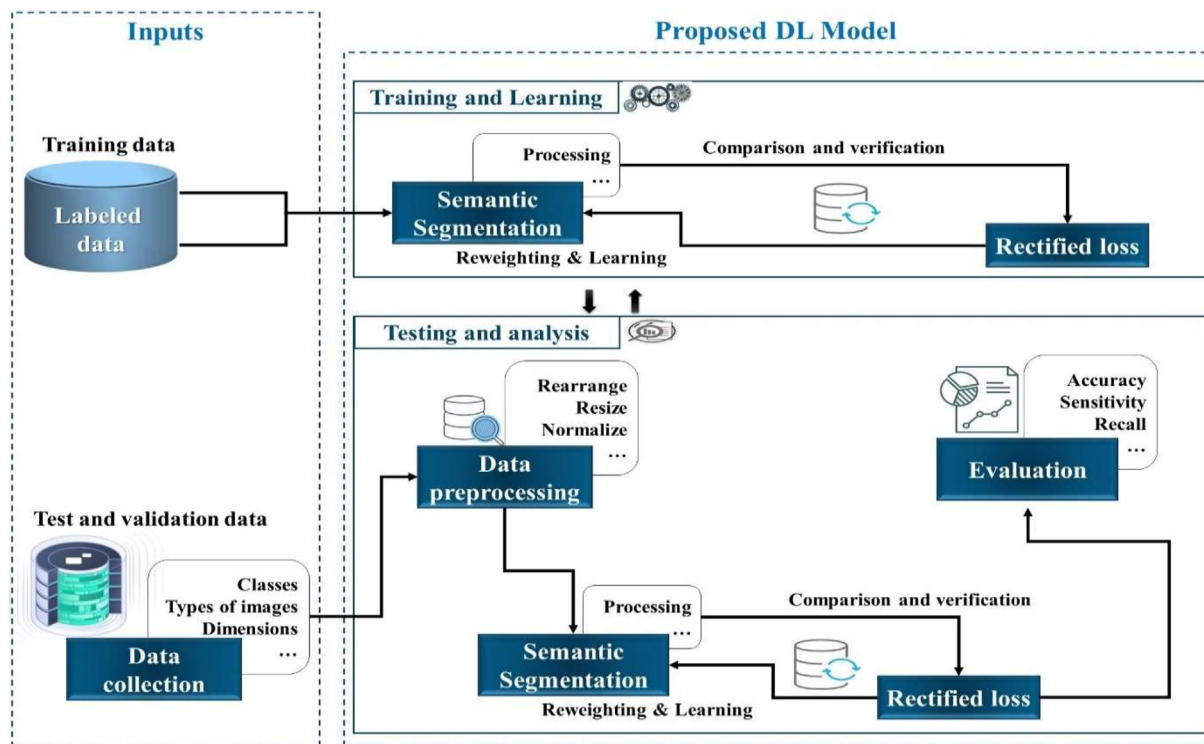 Inputs
Proposed DL Model
Training and Learning
Training data
Labeled
data
Processing
...
Comparison and verification
Semantic
Segmentation
Reweighting & Learning
Rectified loss
Testing and analysis
Rearrange
Resize
Normalize
...
Data
preprocessing
Accuracy
Sensitivity
Recall
...
Evaluation
Test and validation data
Classes
Types of images
Dimensions
...
Data
collection
Processing
...
Comparison and verification
Semantic
Segmentation
Reweighting & Learning
Rectified loss